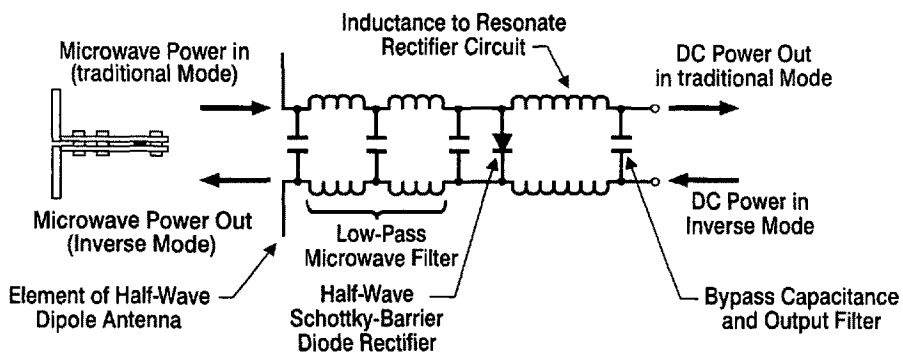 Inductance to Resonate
Rectifier Circuit
Microwave Power in
(traditional Mode)
DC Power Out
in traditional Mode
Microwave Power Out
(Inverse Mode)
DC Power in
Inverse Mode
Low-Pass
Microwave Filter
Element of Half-Wave
Dipole Antenna
Half-Wave
Schottky-Barrier
Diode Rectifier
Bypass Capacitance
and Output Filter